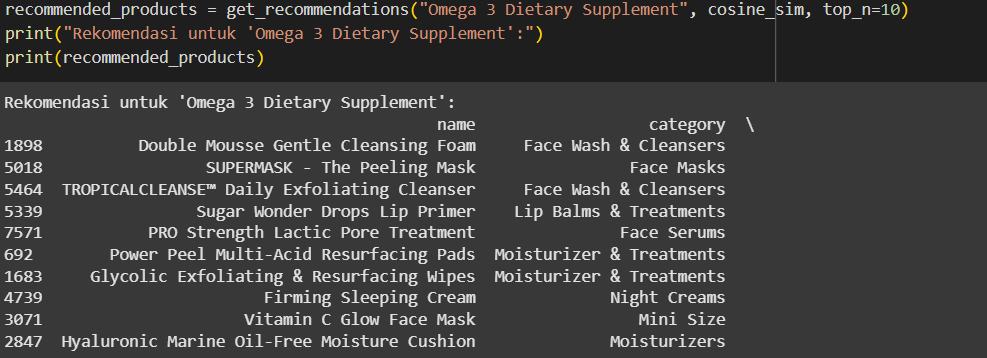 recommended_products = get_recommendations("Omega 3 Dietary Supplement", cosine_sim, top_n=10)
print("Rekomendasi untuk 'Omega 3 Dietary Supplement':")
print(recommended_products)
Rekomendasi untuk 'Omega 3 Dietary Supplement':
name category \
1898 Double Mousse Gentle Cleansing Foam Face Wash & Cleansers
5018 SUPERMASK - The Peeling Mask Face Masks
5464 TROPICALCLEANSE™ Daily Exfoliating Cleanser Face Wash & Cleansers
5339 Sugar Wonder Drops Lip Primer Lip Balms & Treatments
7571 PRO Strength Lactic Pore Treatment Face Serums
692 Power Peel Multi-Acid Resurfacing Pads Moisturizer & Treatments
1683 Glycolic Exfoliating & Resurfacing Wipes Moisturizer & Treatments
4739 Firming Sleeping Cream Night Creams
3071 Vitamin C Glow Face Mask Mini Size
2847 Hyaluronic Marine Oil-Free Moisture Cushion Moisturizers